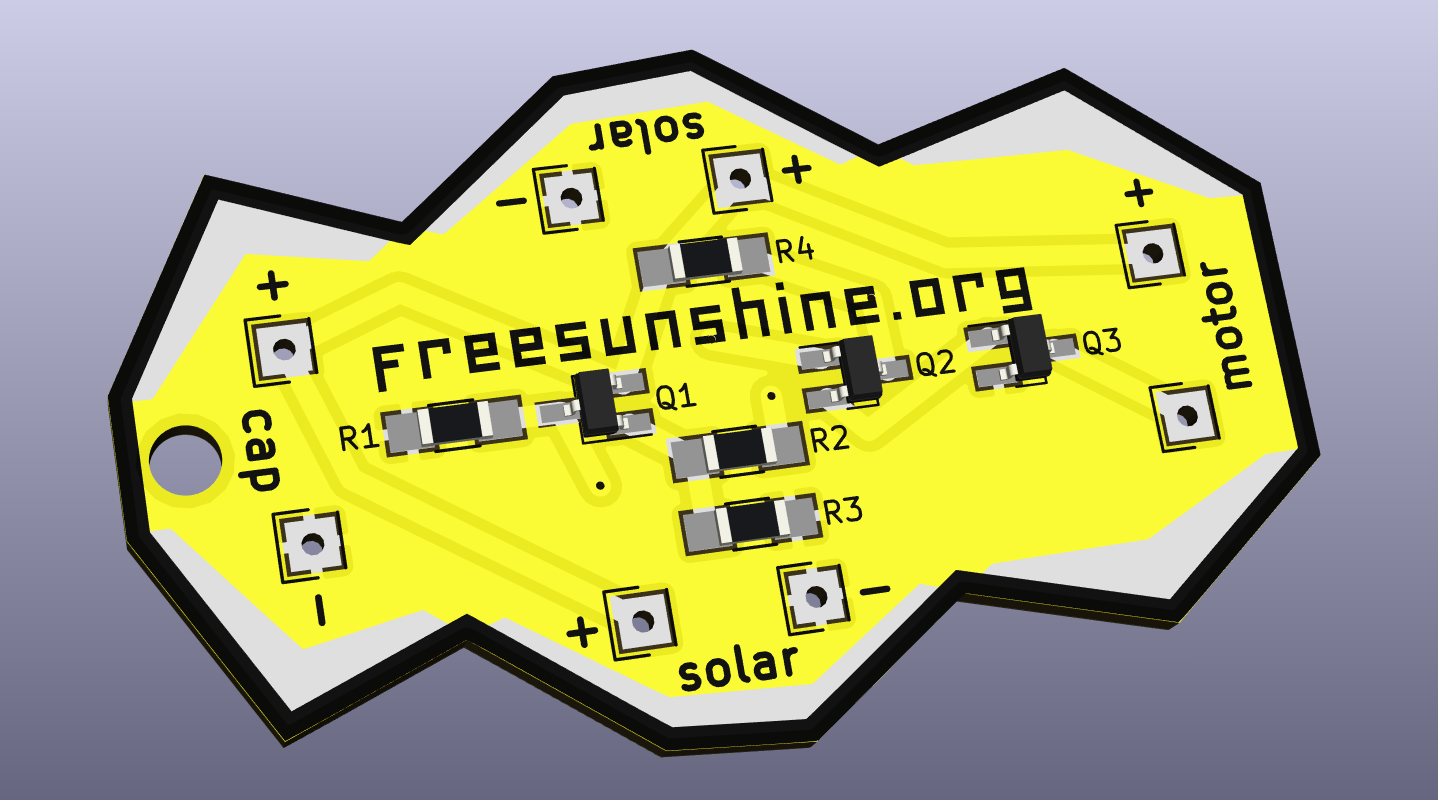 solar
- +
+
R4
+
Freesunshine.org
motor
Q3
Q2
Q1
R1
R2
cap
R3
-
-
+
solar